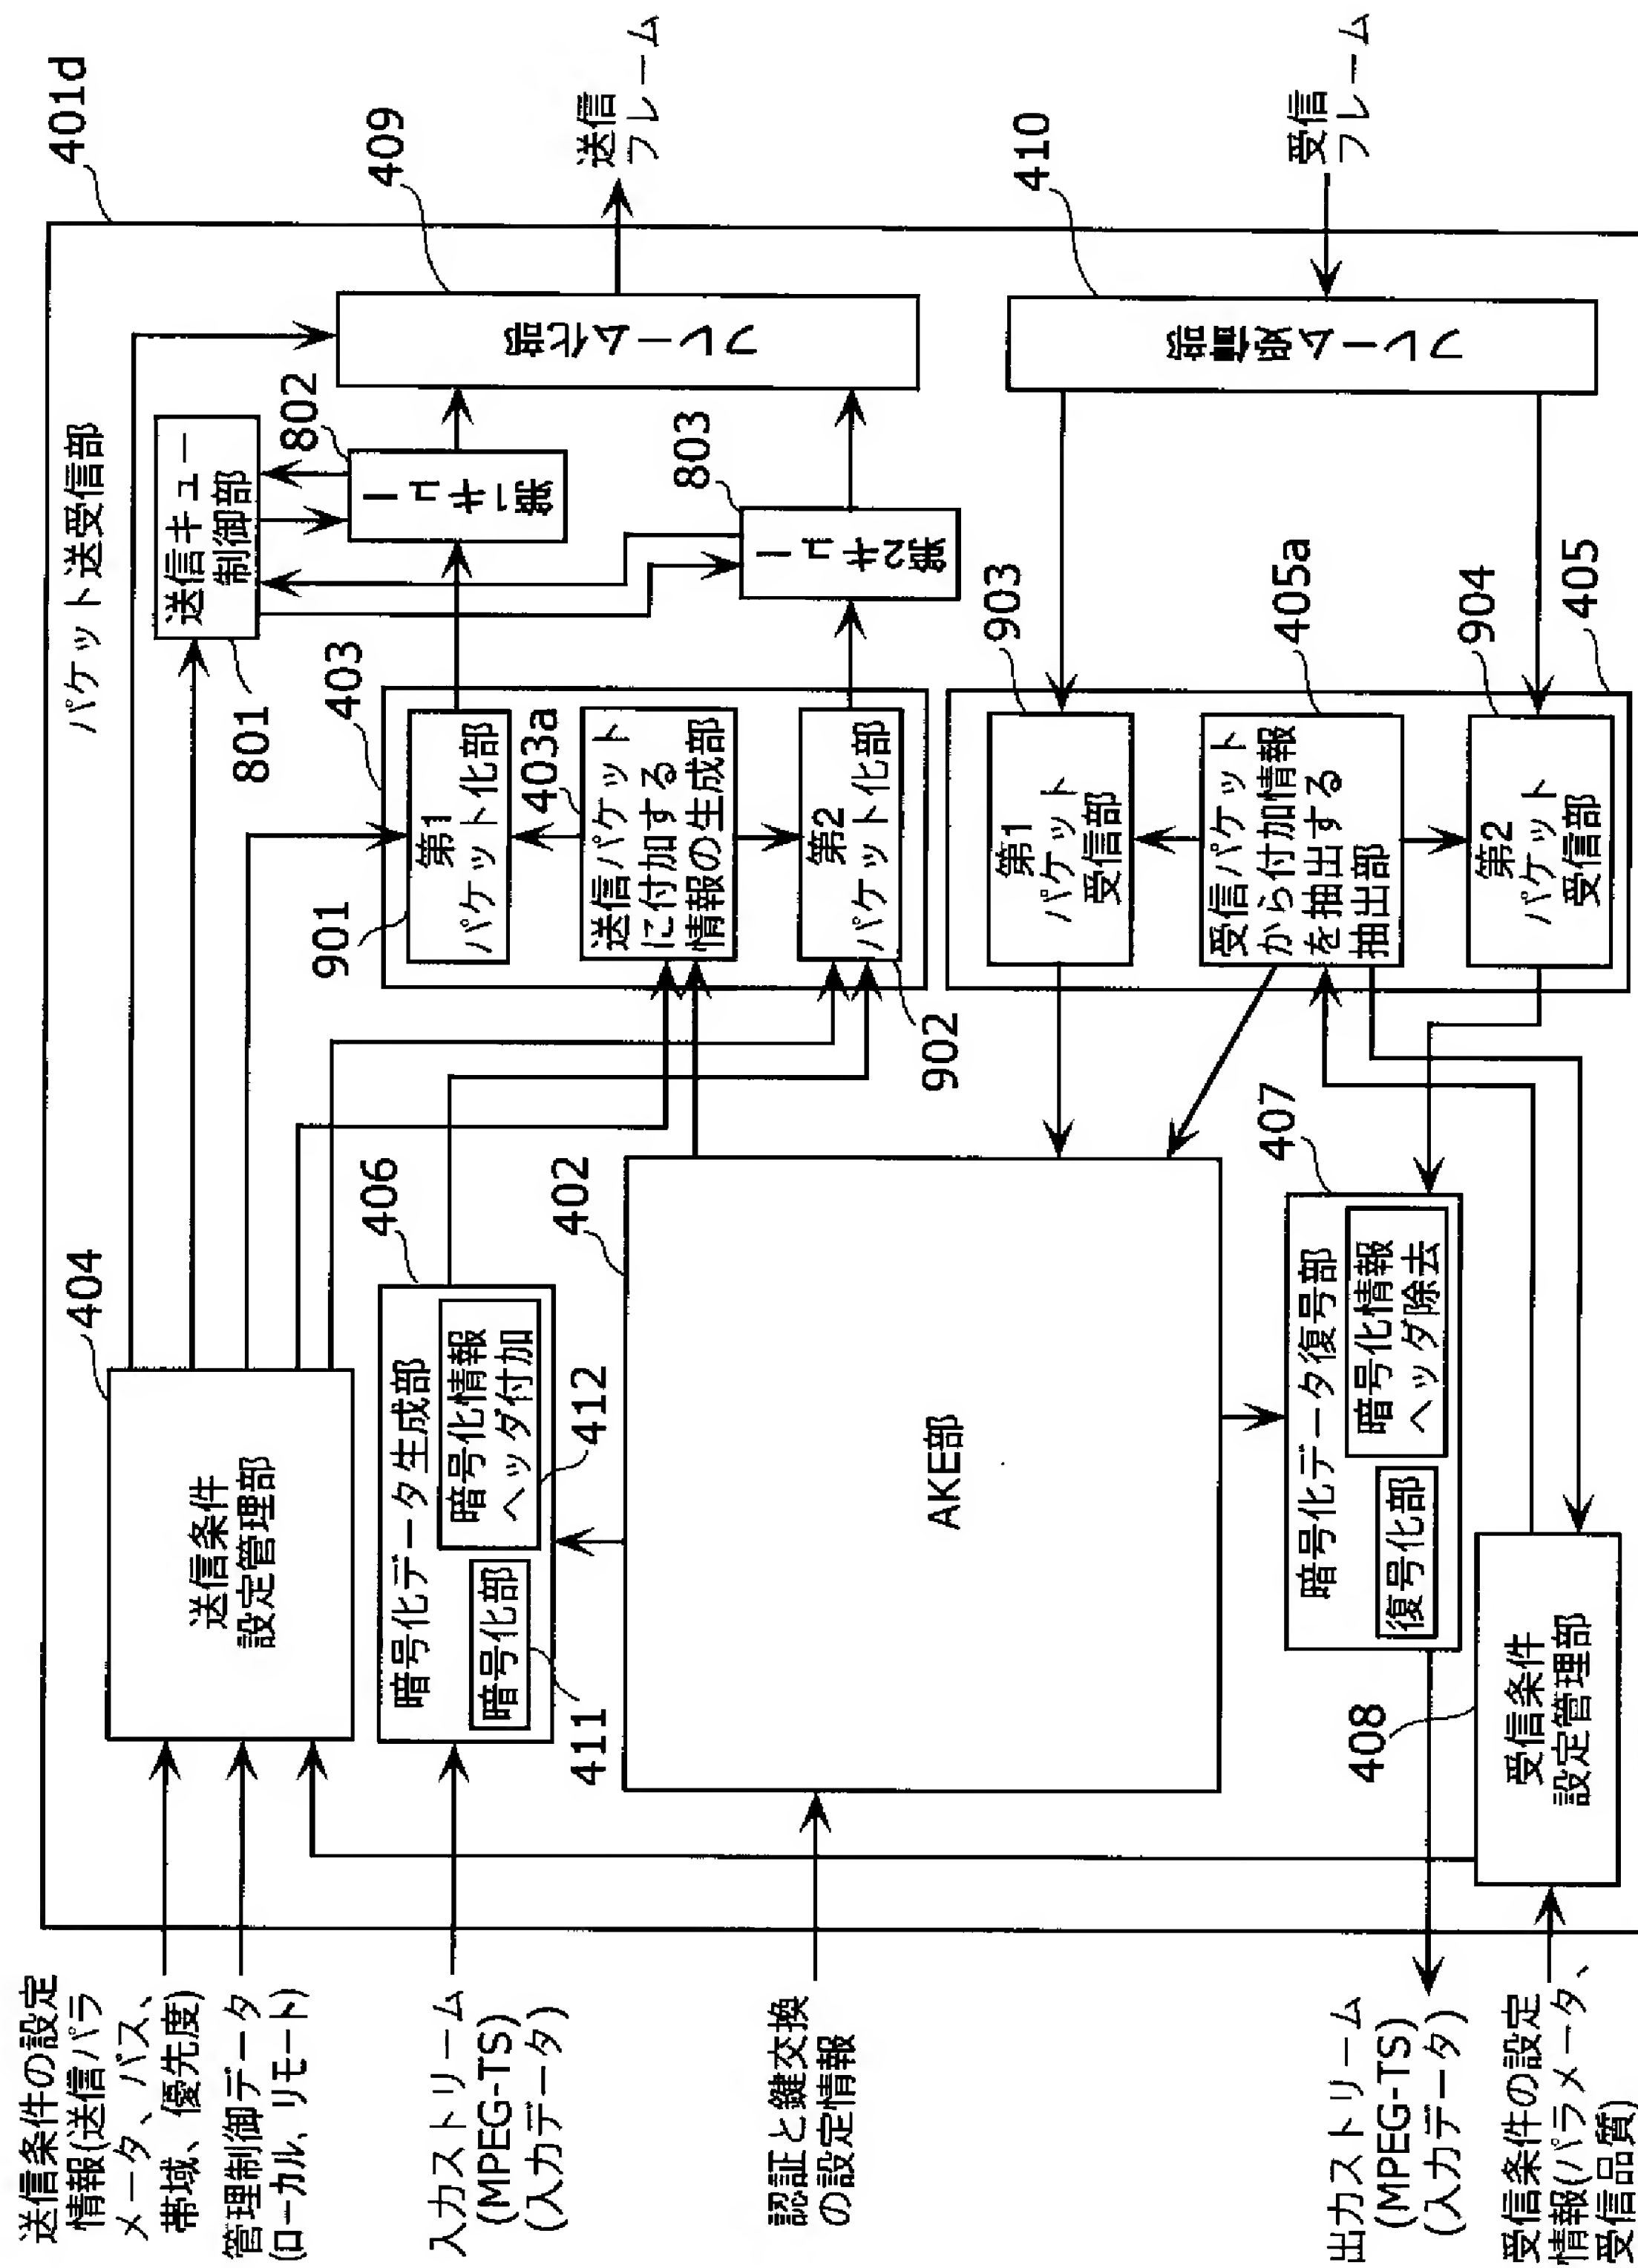 401d
パケット送受信部
送信条件の設定
情報(送信パラ
メータ、パス、
帯域、優先度)
管理制御データ
(ローカル、リモート)
入力ストリーム
(MPEG-TS)
(入力データ)
認証と鍵交換
の設定情報
出力ストリーム
(MPEG-TS)
(入力データ)
受信条件の設定
情報(パラメータ、
受信品質)
404
送信条件
設定管理部
406
暗号化データ生成部
暗号化部
411
暗号化情報
ヘッダ付加
412
402
AKE部
407
暗号化データ復号部
復号化部
暗号化情報
ヘッダ除去
408
受信条件
設定管理部
801
送信キュー
制御部
403
901
第1
パケット化部
403a
送信パケット
に付加する
情報の生成部
902
第2
パケット化部
802
第1キュー
803
第2キュー
409
フレーム化部
送信
フレーム
903
第1
パケット
受信部
405a
受信パケット
から付加情報
を抽出する
抽出部
904
第2
パケット
受信部
405
410
フレーム受信部
受信
フレーム